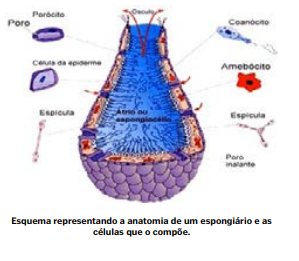 Porócito
Ósculo
Coanócito
Poro
Célula da epiderme
Amebócito
Espícula
Átrio ou
espongiocélio
Espícula
Poro
inalante
Esquema representando a anatomia de um espongiário e as
células que o compõe.